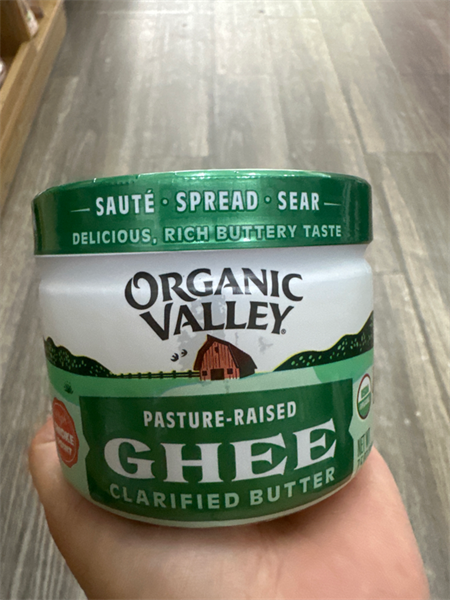 SAUTÉ · SPREAD · SEAR
DELICIOUS, RICH BUTTERY TASTE
ORGANIC
VALLEY
PASTURE-RAISED
GHEE
CLARIFIED BUTTER